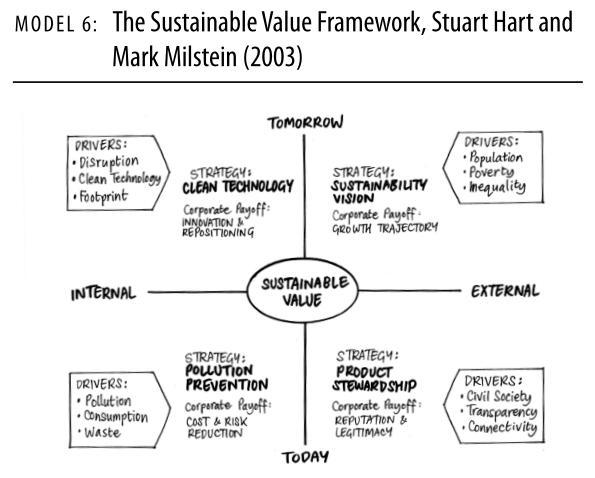 MODEL 6: The Sustainable Value Framework, Stuart Hart and
Mark Milstein (2003)
TOMORROW
DRIVERS:
• Disruption
• Clean Technology
• Footprint
STRATEGY:
CLEAN TECHNOLOGY
Corporate Payoff:
INNOVATION &
REPOSITIONING
STRATEGY:
SUSTAINABILITY
VISION
Corporate Payoff:
GROWTH TRAJECTORY
DRIVERS:
• Population
• Poverty
• Inequality
INTERNAL
SUSTAINABLE
VALUE
EXTERNAL
DRIVERS:
• Pollution
• Consumption
• Waste
STRATEGY:
POLLUTION
PREVENTION
Corporate Payoff:
COST & RISK
REDUCTION
STRATEGY:
PRODUCT
STEWARDSHIP
Corporate Payoff:
REPUTATION &
LEGITIMACY
DRIVERS:
• Civil Society
• Transparency
• Connectivity
TODAY